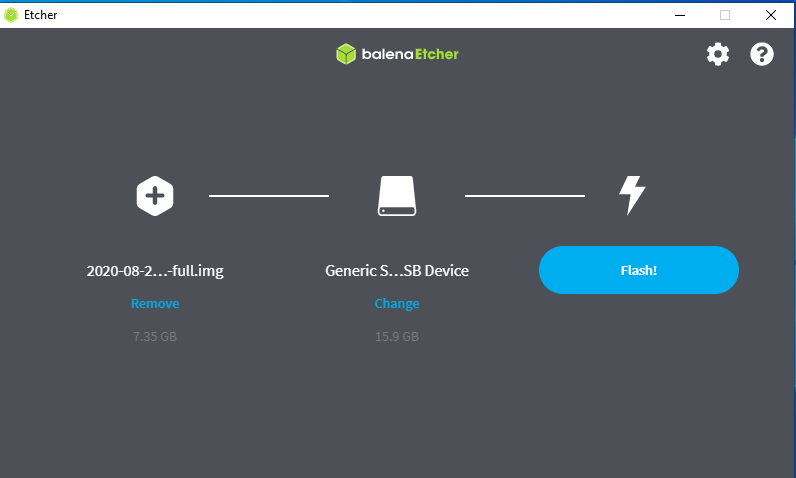 Etcher
balenaEtcher
2020-08-2...-full.img
Generic S...SB Device
Flash!
Remove
Change
7.35 GB
15.9 GB